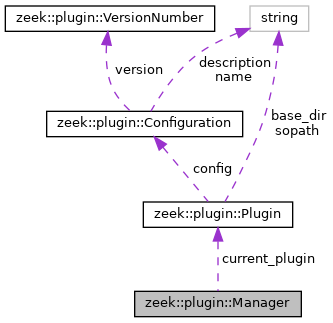 zeek::plugin::VersionNumber
string
version
description
name
zeek::plugin::Configuration
base_dir
sopath
config
zeek::plugin::Plugin
current_plugin
zeek::plugin::Manager